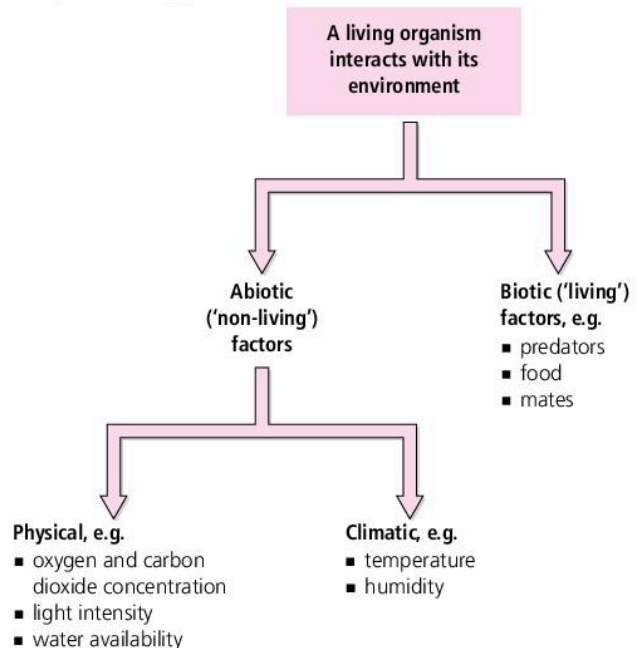 A living organism
interacts with its
environment
Abiotic
('non-living')
factors
Biotic ('living')
factors, e.g.
■ predators
■ food
■ mates
Physical, e.g.
■ oxygen and carbon
dioxide concentration
■ light intensity
■ water availability
Climatic, e.g.
■ temperature
■ humidity